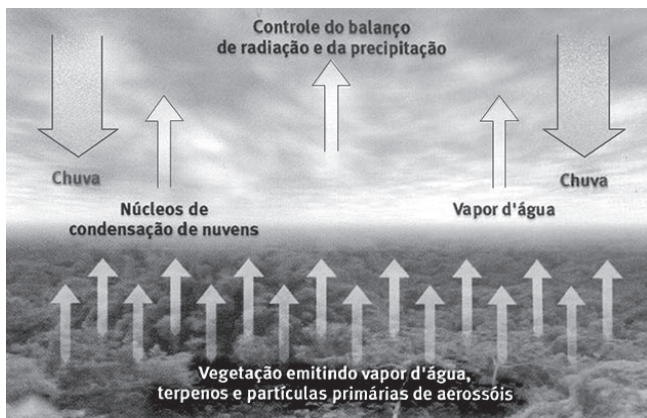 Controle do balanço
de radiação e da precipitação
Chuva
Chuva
Núcleos de
condensação de nuvens
Vapor d'água
Vegetação emitindo vapor d'água,
terpenos e partículas primárias de aerossóis